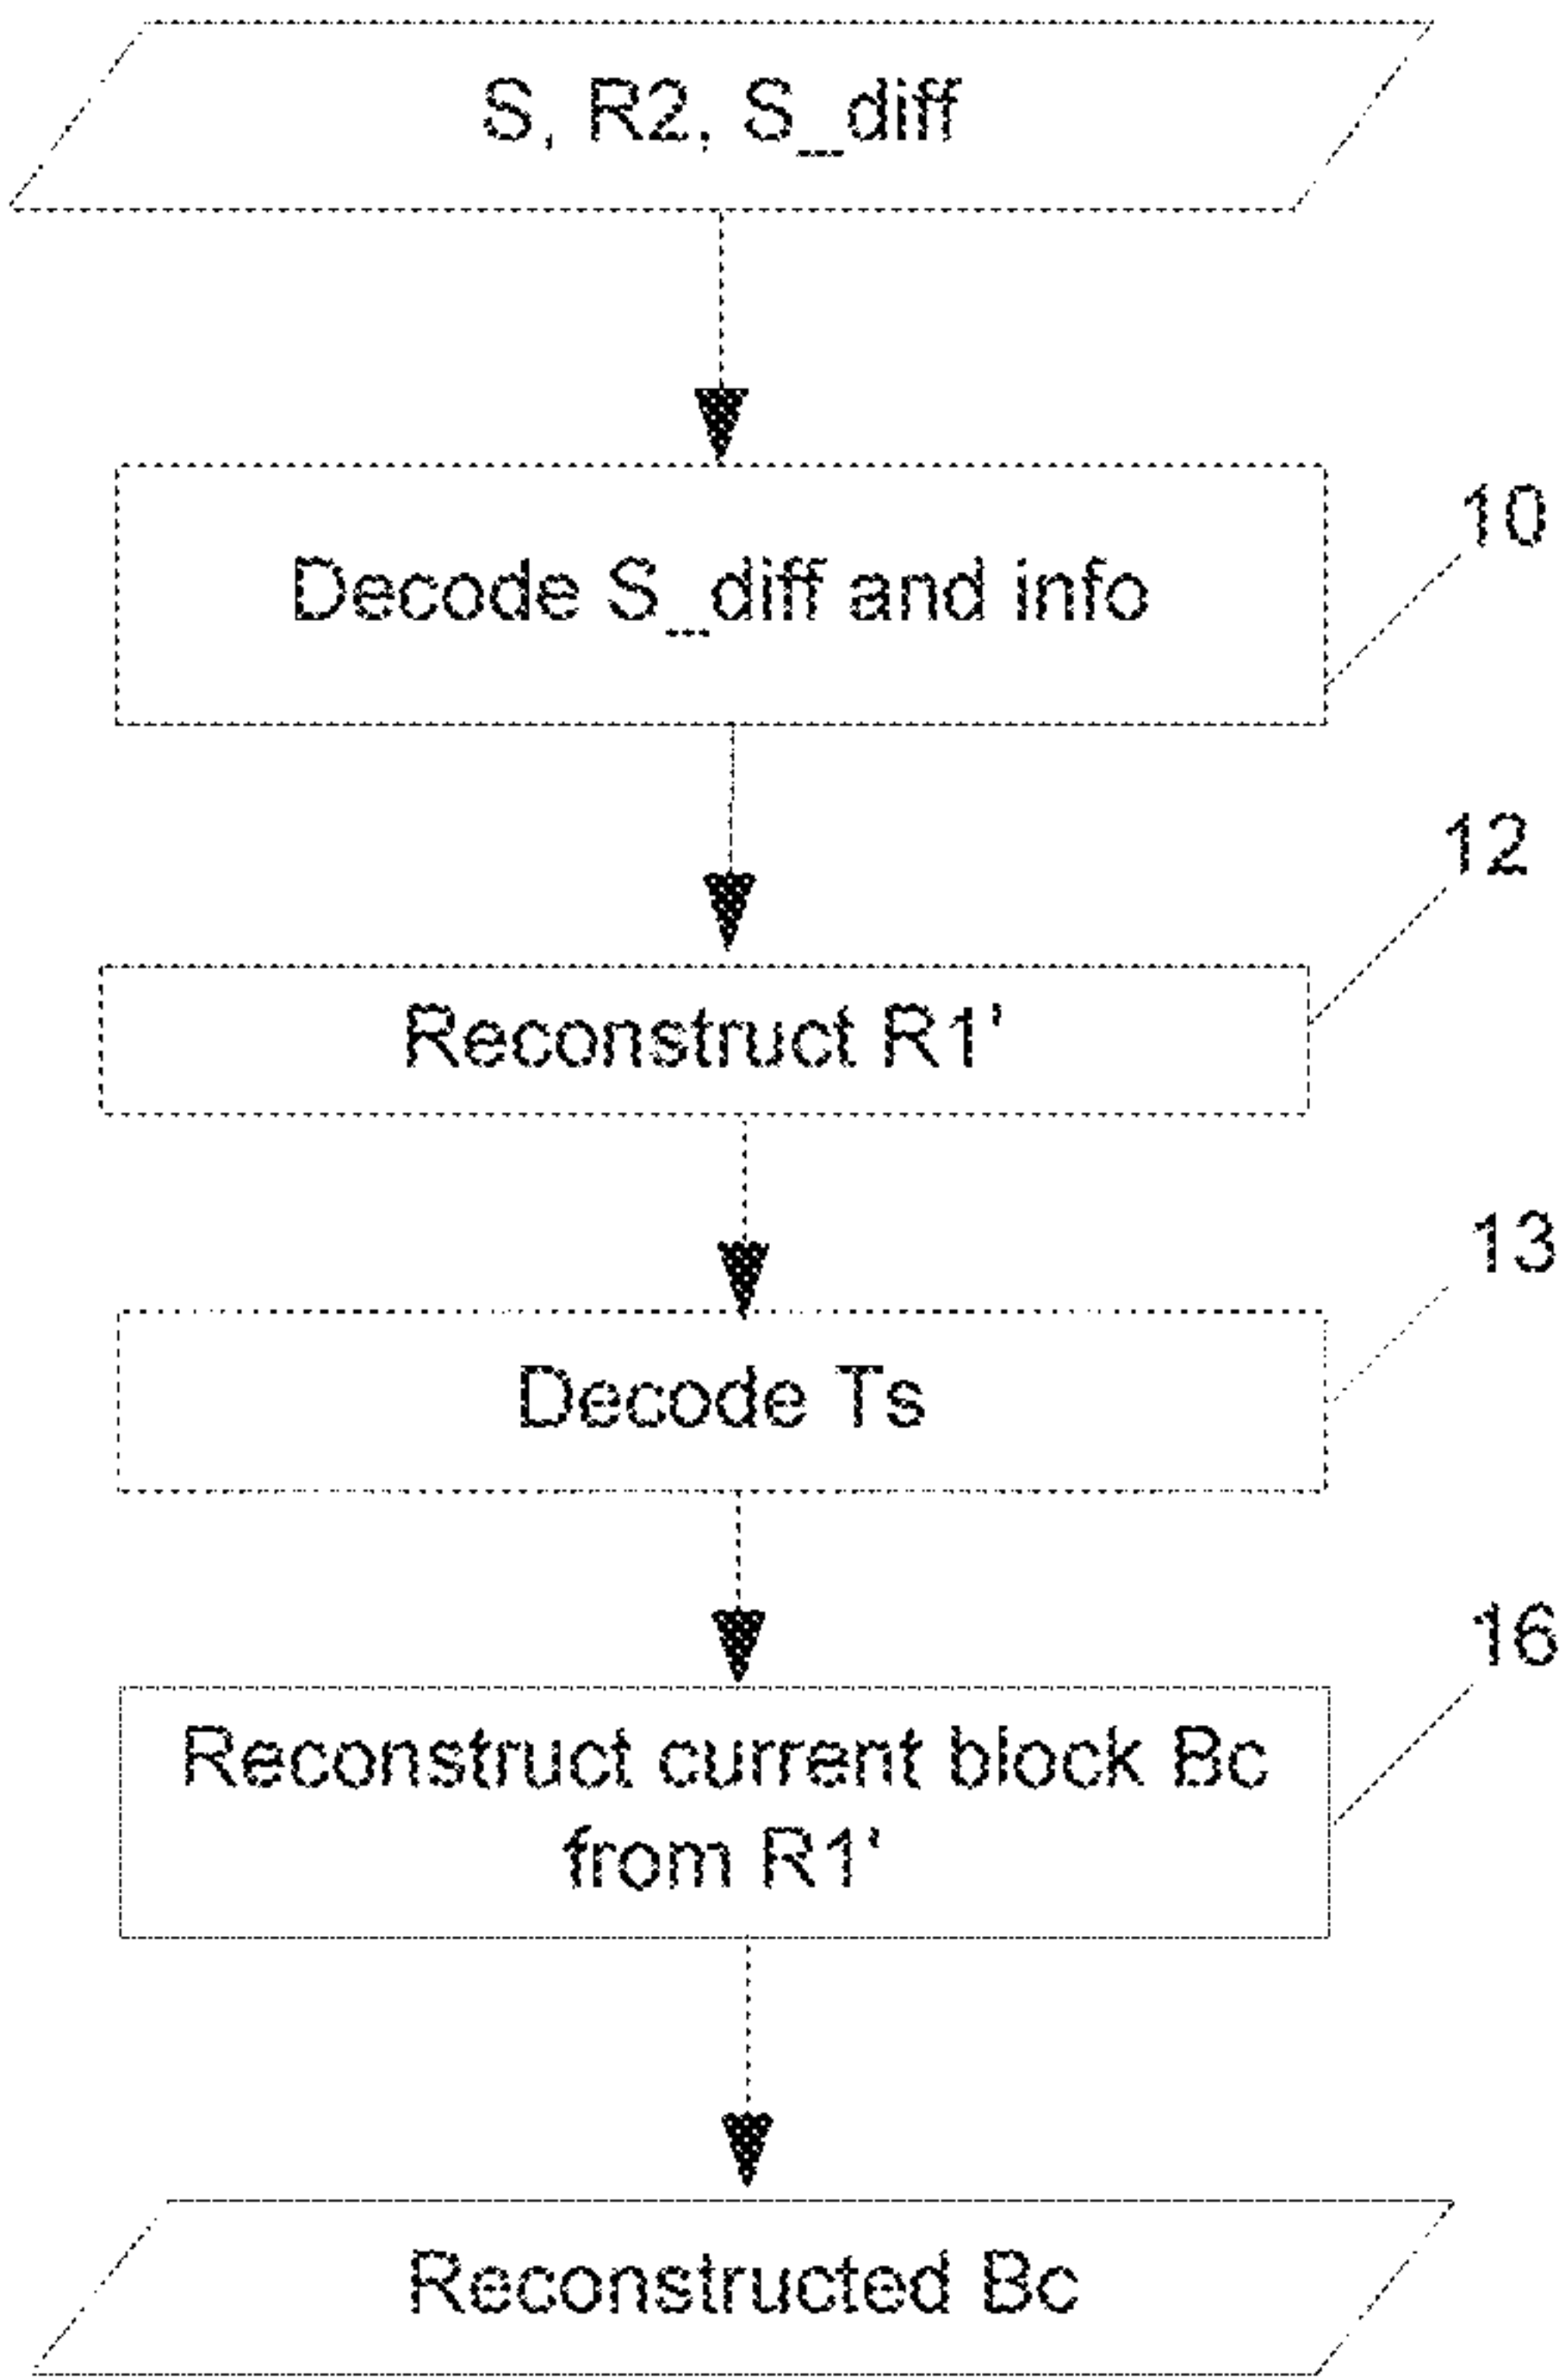 S, R2, S_diff
10
Decode S_diff and info
12
Reconstruct R1'
13
Decode Ts
16
Reconstruct current block Bc
from R1'
Reconstructed Bc